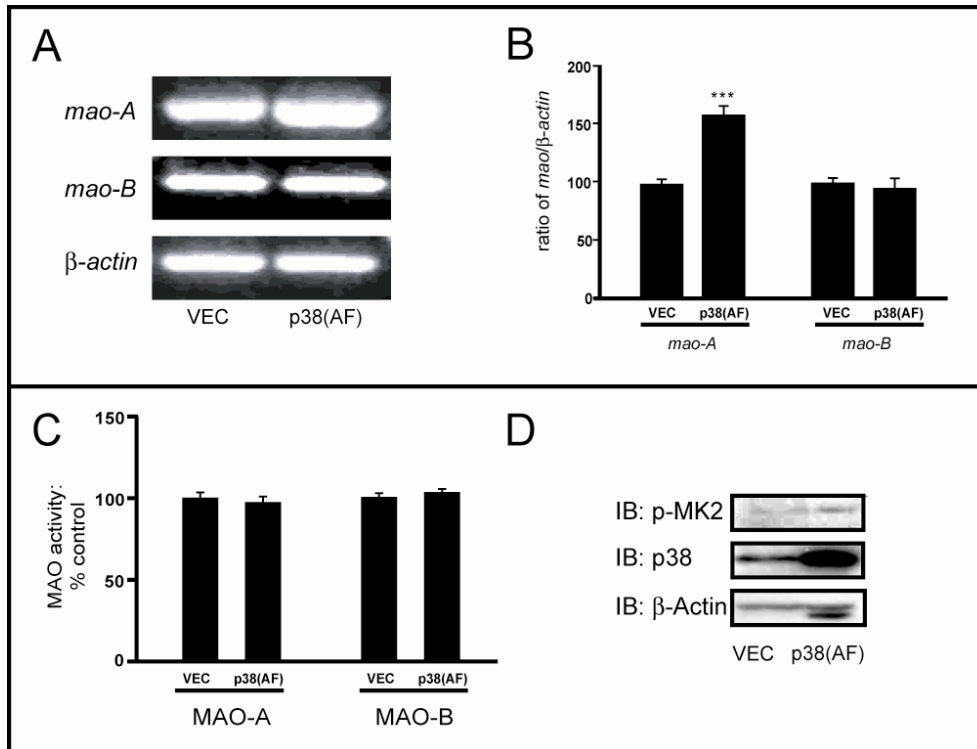 A
mao-A
mao-B
β-actin
VEC p38(AF)
B
ratio of mao/β-actin
200
150
100
50
0
***
VEC p38(AF) VEC p38(AF)
mao-A mao-B
C
MAO activity:
% control
150
100
50
0
VEC p38(AF) VEC p38(AF)
MAO-A MAO-B
D
IB: p-MK2
IB: p38
IB: β-Actin
VEC p38(AF)